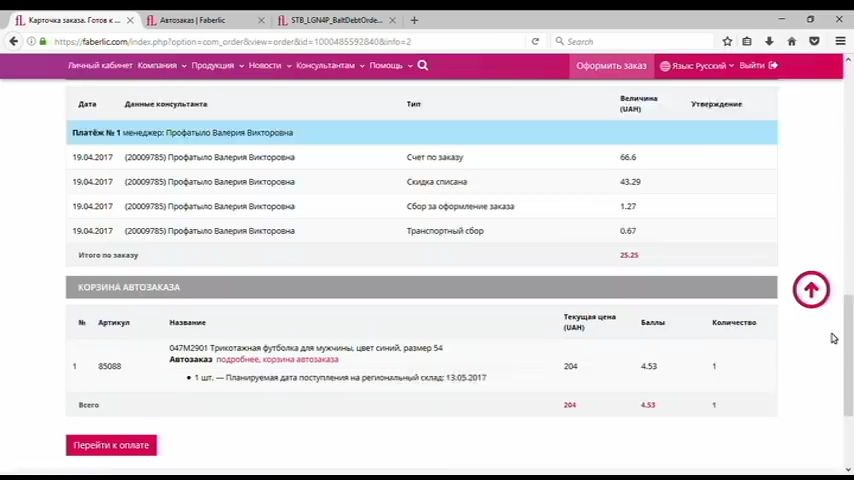 Карточка заказа. Готов к ...
Автозаказ | Faberlic
STB_LGN4P_BaltDebtOrde...
https://faberlic.com/index.php?option=com_order&view=order&id=1000485592840&info=2
Search
Личный кабинет Компания Продукция Новости Консультантам Помощь Оформить заказ Язык: Русский Выйти
Дата Данные консультанта Тип Величина (UAH) Утверждение
Платёж № 1 менеджер: Профатыло Валерия Викторовна
19.04.2017 (20009785) Профатыло Валерия Викторовна Счет по заказу 66.6
19.04.2017 (20009785) Профатыло Валерия Викторовна Скидка списана 43.29
19.04.2017 (20009785) Профатыло Валерия Викторовна Сбор за оформление заказа 1.27
19.04.2017 (20009785) Профатыло Валерия Викторовна Транспортный сбор 0.67
Итого по заказу 25.25
КОРЗИНА АВТОЗАКАЗА
№ Артикул Название Текущая цена (UAH) Баллы Количество
047M2901 Трикотажная футболка для мужчины, цвет синий, размер 54
Автозаказ подробнее, корзина автозаказа
1 85088 204 4.53 1
• 1 шт. — Планируемая дата поступления на региональный склад: 13.05.2017
Всего 204 4.53 1
Перейти к оплате